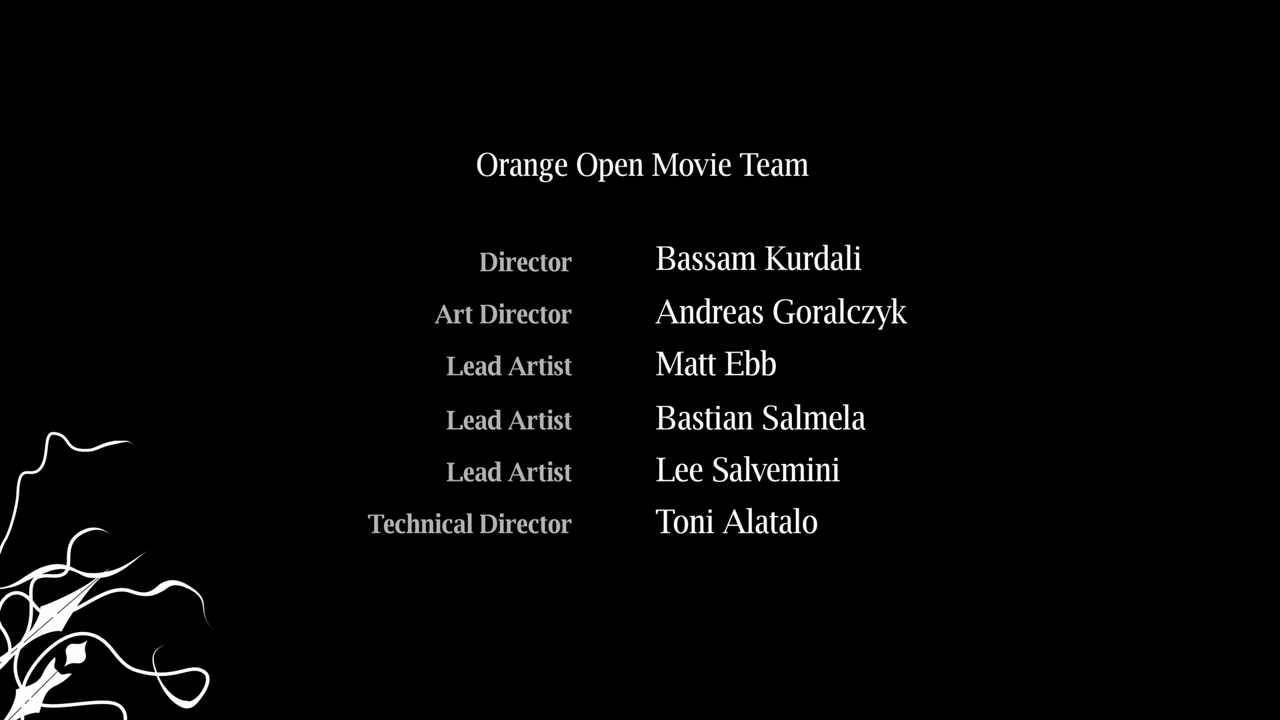 Orange Open Movie Team
Director Bassam Kurdali
Art Director Andreas Goralczyk
Lead Artist Matt Ebb
Lead Artist Bastian Salmela
Lead Artist Lee Salvemini
Technical Director Toni Alatalo